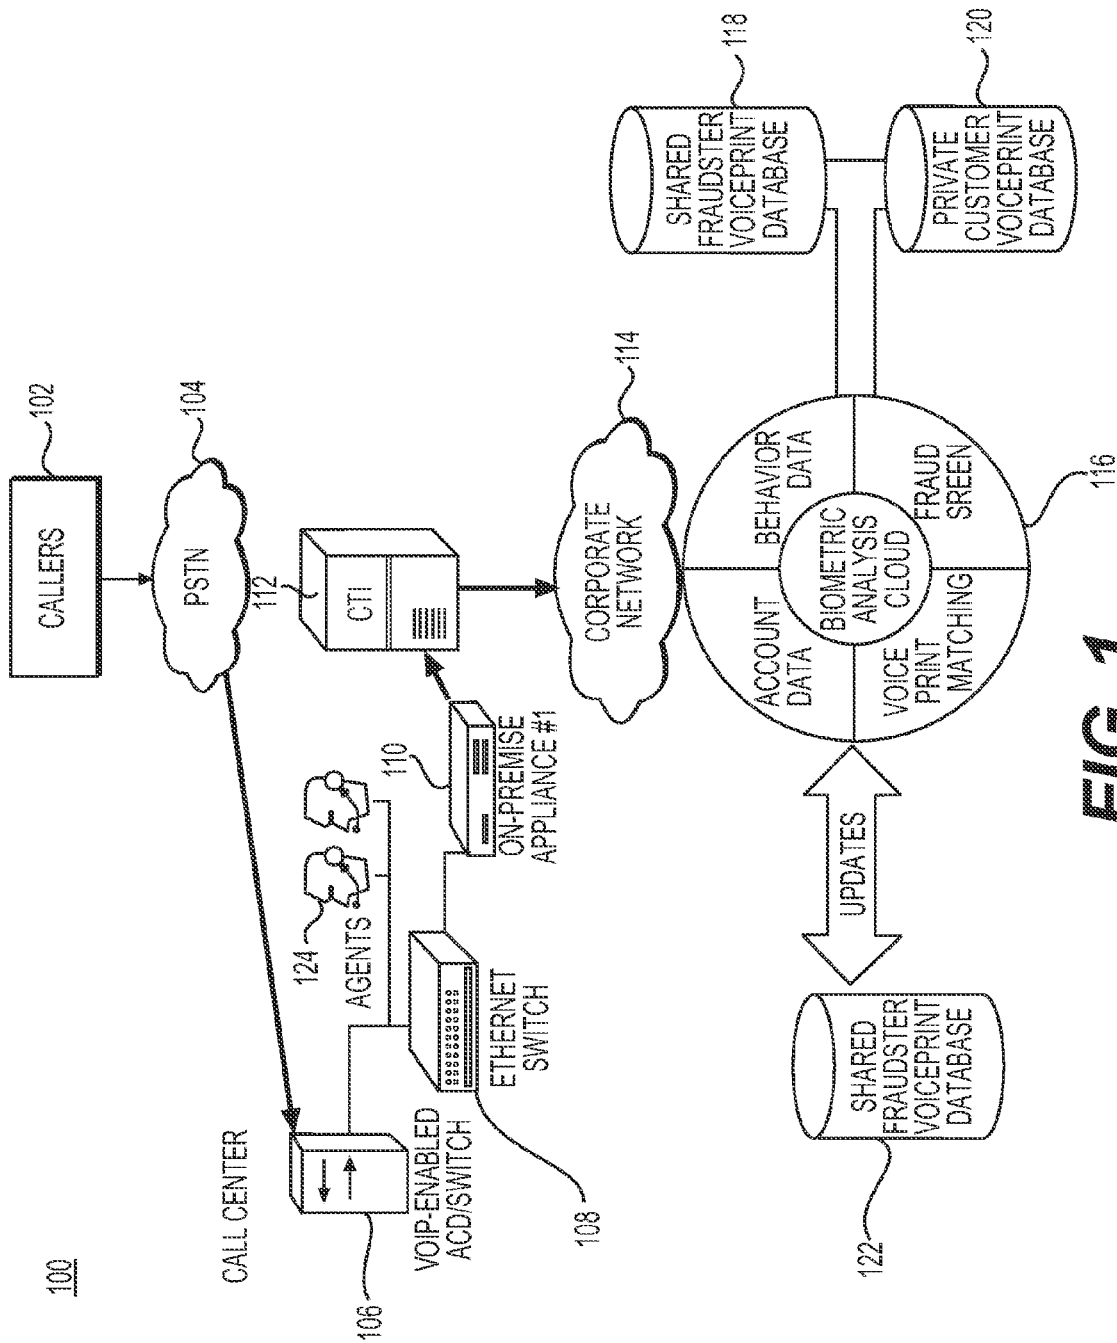 100
CALLERS
102
PSTN
104
CALL CENTER
106
VOIP-ENABLED
ACD/SWITCH
AGENTS
124
ETHERNET
SWITCH
108
110
ON-PREMISE
APPLIANCE #1
112
CTI
CORPORATE
NETWORK
114
ACCOUNT
DATA
BEHAVIOR
DATA
BIOMETRIC
ANALYSIS
CLOUD
VOICE
PRINT
MATCHING
FRAUD
SREEN
116
SHARED
FRAUDSTER
VOICEPRINT
DATABASE
118
PRIVATE
CUSTOMER
VOICEPRINT
DATABASE
120
UPDATES
SHARED
FRAUDSTER
VOICEPRINT
DATABASE
122
FIG. 1